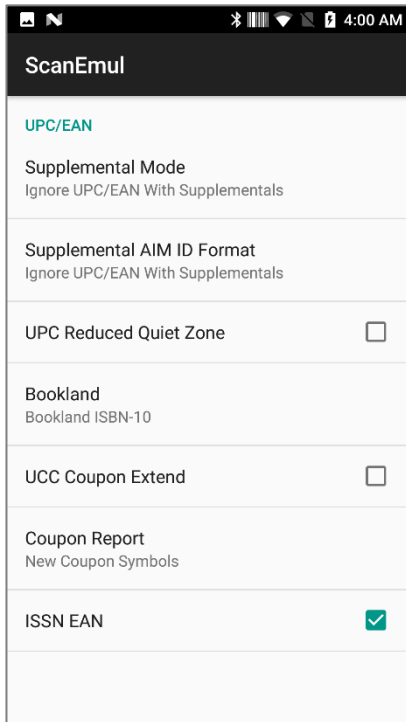 4:00 AM
ScanEmul
UPC/EAN
Supplemental Mode
Ignore UPC/EAN With Supplementals
Supplemental AIM ID Format
Ignore UPC/EAN With Supplementals
UPC Reduced Quiet Zone
Bookland
Bookland ISBN-10
UCC Coupon Extend
Coupon Report
New Coupon Symbols
ISSN EAN